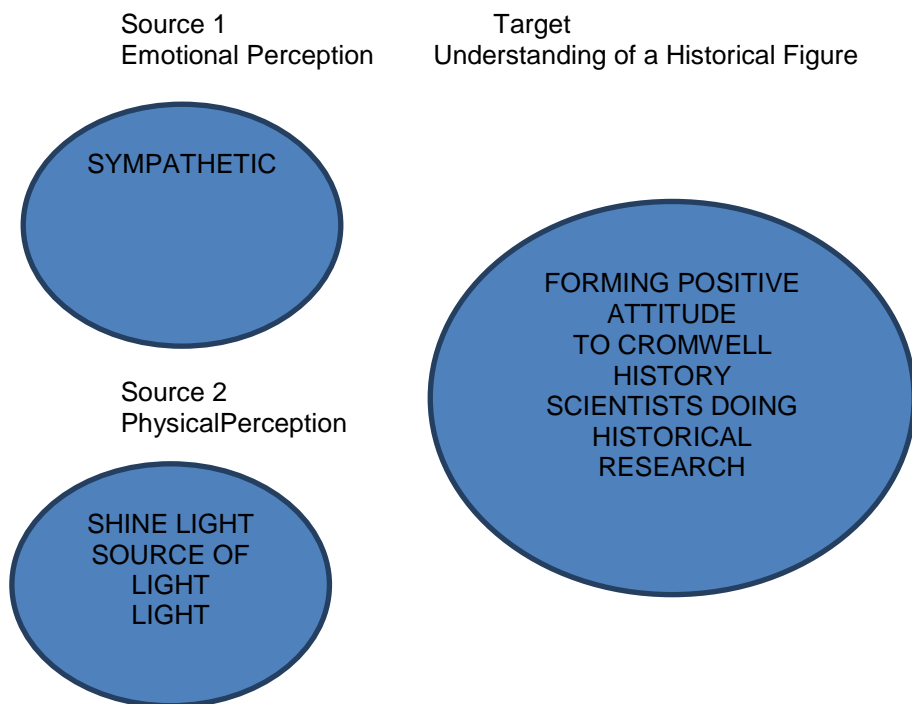 Source 1
Emotional Perception
Target
Understanding of a Historical Figure
SYMPATHETIC
Source 2
PhysicalPerception
SHINE LIGHT
SOURCE OF
LIGHT
LIGHT
FORMING POSITIVE
ATTITUDE
TO CROMWELL
HISTORY
SCIENTISTS DOING
HISTORICAL
RESEARCH